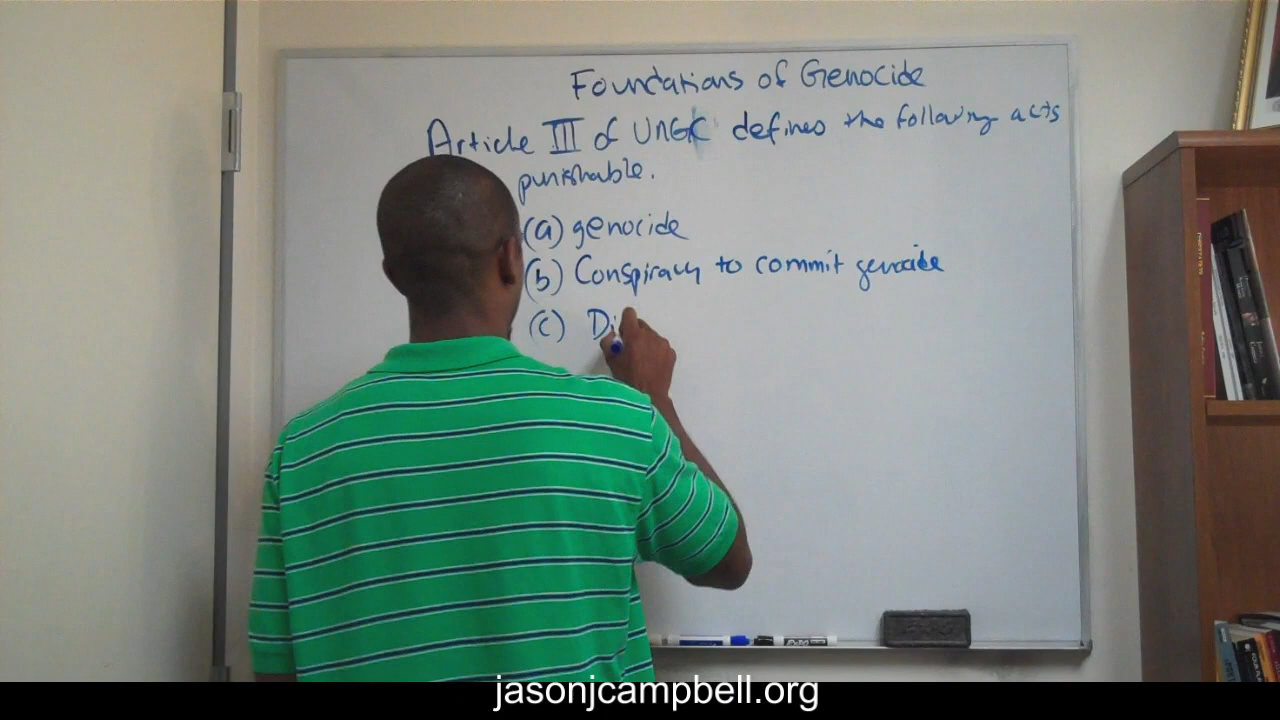 Foundations of Genocide
Article III of UNGC defines the following acts
punishable.
(a) genocide
(b) Conspiracy to commit genocide
(c) Di
jasonjcampbell.org